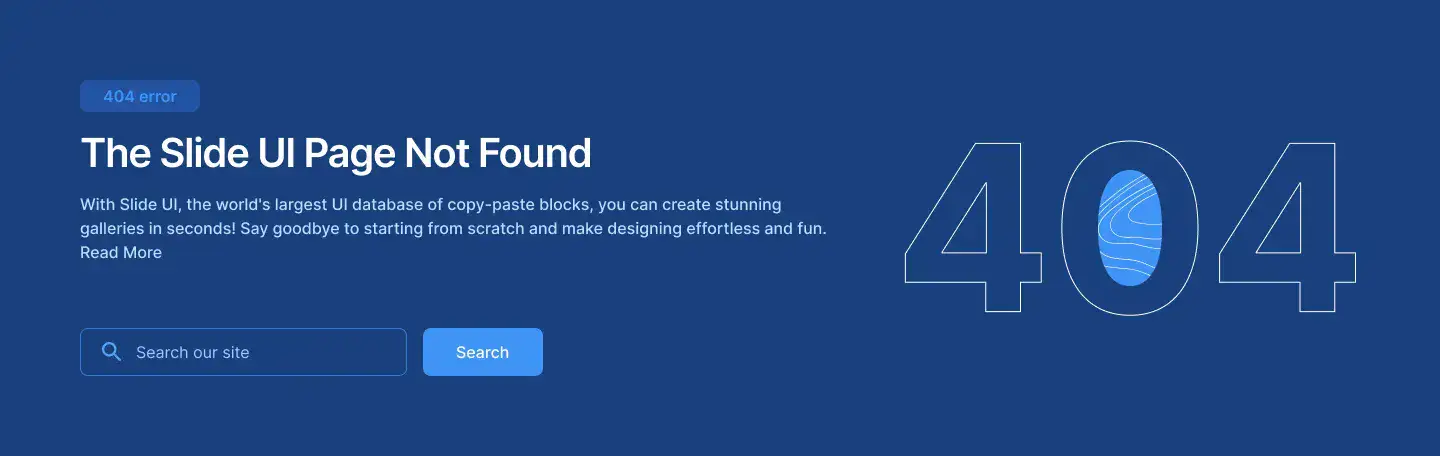 404 error
The Slide UI Page Not Found
With Slide UI, the world's largest UI database of copy-paste blocks, you can create stunning
galleries in seconds! Say goodbye to starting from scratch and make designing effortless and fun.
Read More
Search our site
Search
404